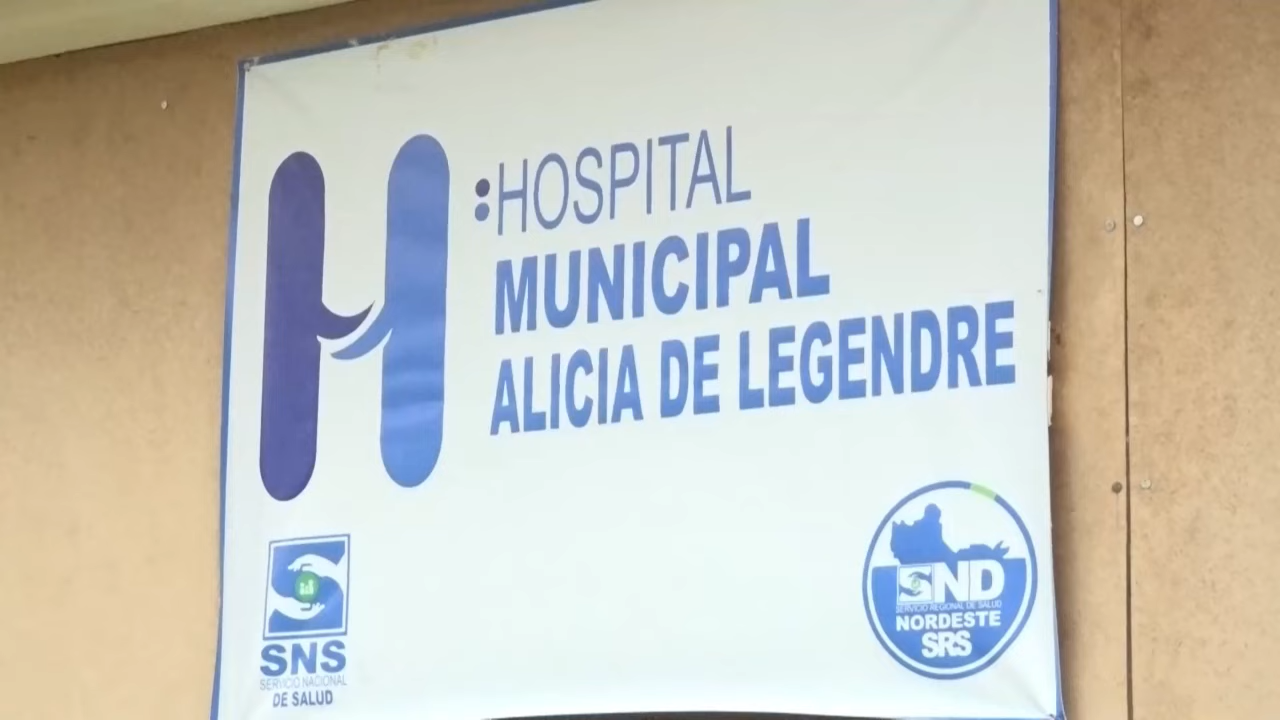 :HOSPITAL
MUNICIPAL
ALICIA DE LEGENDRE
SNS
SERVICIO NACIONAL
DE SALUD
SND
SERVICIO REGIONAL DE SALUD
NORDESTE
SRS